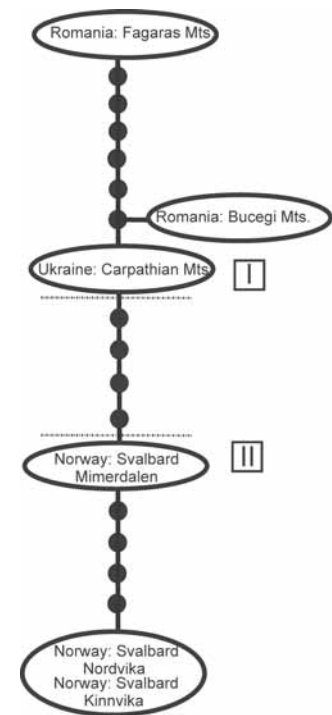 Romania: Fagaras Mts
Romania: Bucegi Mts.
Ukraine: Carpathian Mts
I
Norway: Svalbard
Mimerdalen
II
Norway: Svalbard
Nordvika
Norway: Svalbard
Kinnvika